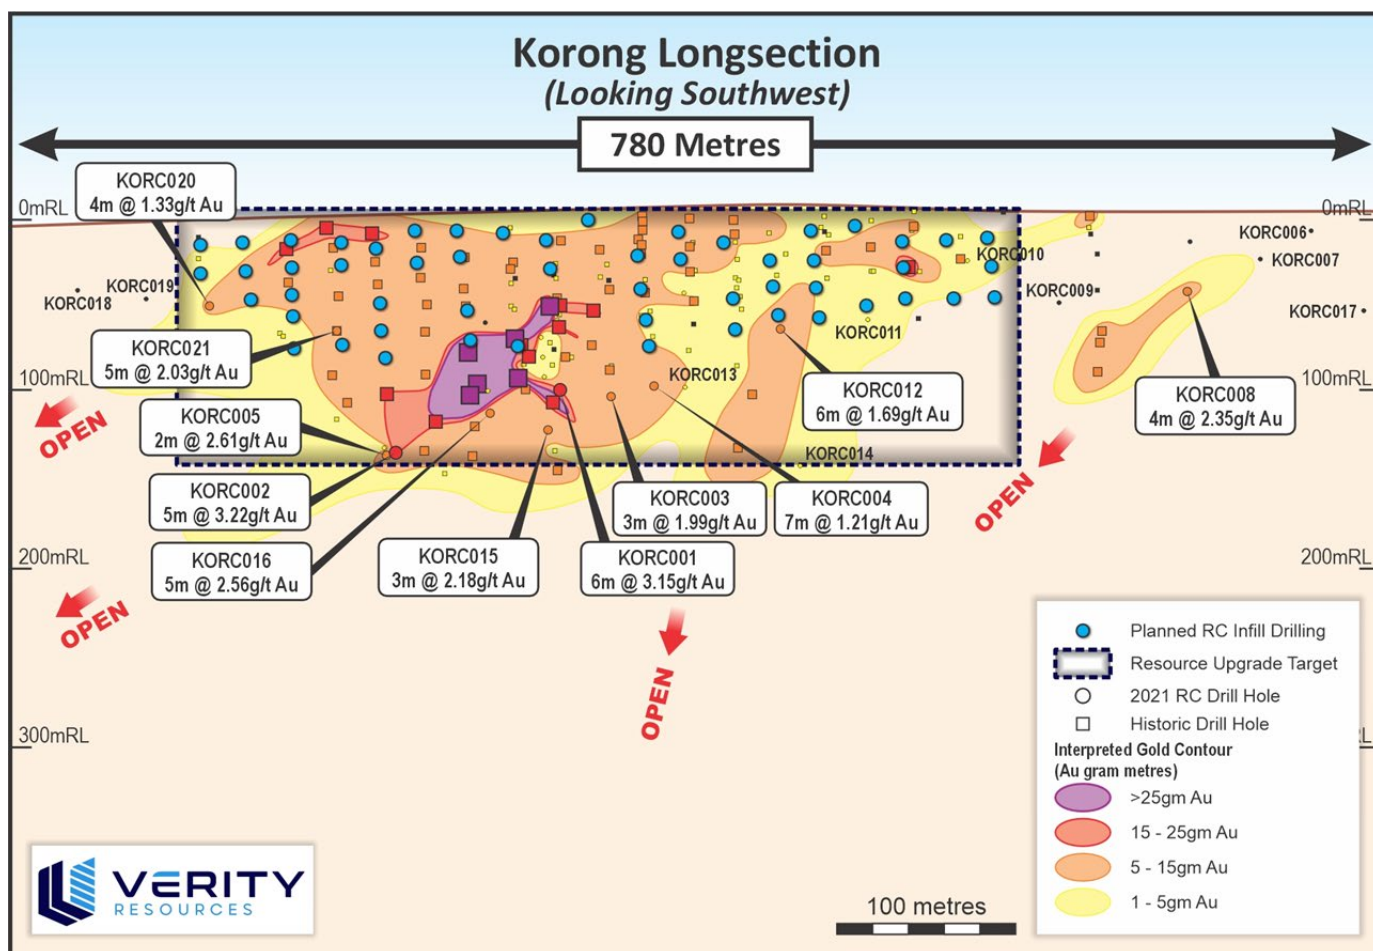 Korong Longsection
(Looking Southwest)
780 Metres
KORC020
4m @ 1.33g/t Au
0mRL
0mRL
KORC006
KORC007
KORC010
KORC019
KORC018
KORC009
KORC017
KORC011
KORC021
5m @ 2.03g/t Au
KORC013
100mRL
100mRL
KORC012
6m @ 1.69g/t Au
KORC008
4m @ 2.35g/t Au
OPEN
KORC005
2m @ 2.61g/t Au
KORC014
KORC002
5m @ 3.22g/t Au
KORC003
3m @ 1.99g/t Au
KORC004
7m @ 1.21g/t Au
OPEN
KORC016
5m @ 2.56g/t Au
KORC015
3m @ 2.18g/t Au
KORC001
6m @ 3.15g/t Au
200mRL
200mRL
OPEN
OPEN
300mRL
RL
Planned RC Infill Drilling
Resource Upgrade Target
2021 RC Drill Hole
Historic Drill Hole
Interpreted Gold Contour
(Au gram metres)
>25gm Au
15 - 25gm Au
5 - 15gm Au
1 - 5gm Au
VERITY
RESOURCES
100 metres